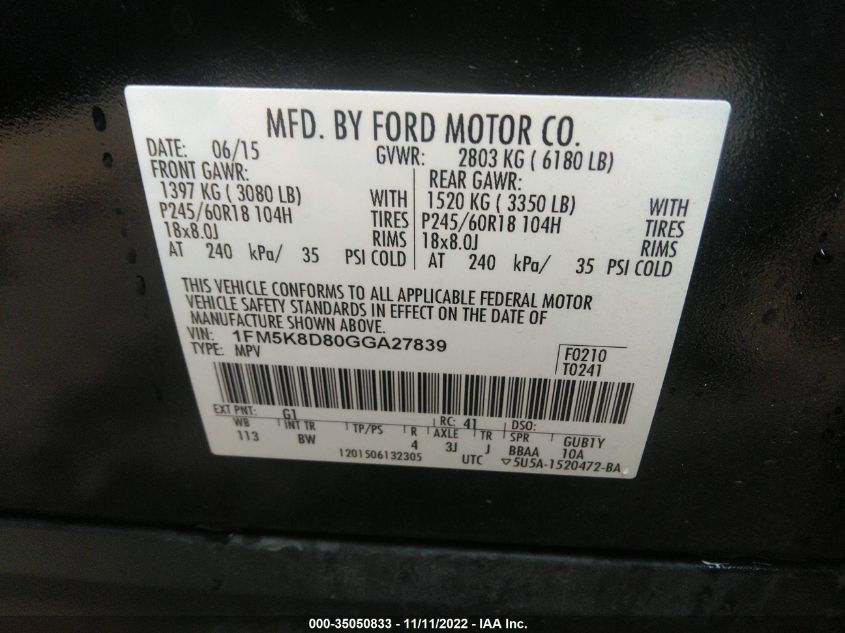 MFD. BY FORD MOTOR CO.
DATE: 06/15 GVWR: 2803 KG ( 6180 LB)
FRONT GAWR: REAR GAWR:
1397 KG ( 3080 LB) WITH 1520 KG ( 3350 LB) WITH
P245/60R18 104H TIRES P245/60R18 104H TIRES
18x8.0J RIMS 18x8.0J RIMS
AT 240 kPa/ 35 PSI COLD AT 240 kPa/ 35 PSI COLD
THIS VEHICLE CONFORMS TO ALL APPLICABLE FEDERAL MOTOR
VEHICLE SAFETY STANDARDS IN EFFECT ON THE DATE OF
MANUFACTURE SHOWN ABOVE.
VIN: 1FM5K8D80GGA27839
TYPE: MPV
F0210
T0241
EXT PNT: G1 RC: 41 DSO:
WB INT TR TP/PS R AXLE TR SPR GUB1Y
113 BW 4 3J J BBAA 10A
1201506132305 UTC ▽5U5A-1520472-BA
000-35050833 - 11/11/2022 - IAA Inc.